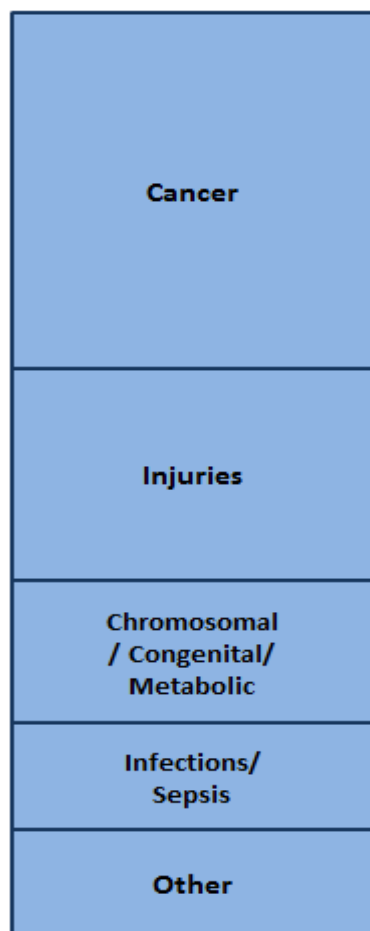 Cancer
Injuries
Chromosomal
/ Congenital/
Metabolic
Infections/
Sepsis
Other